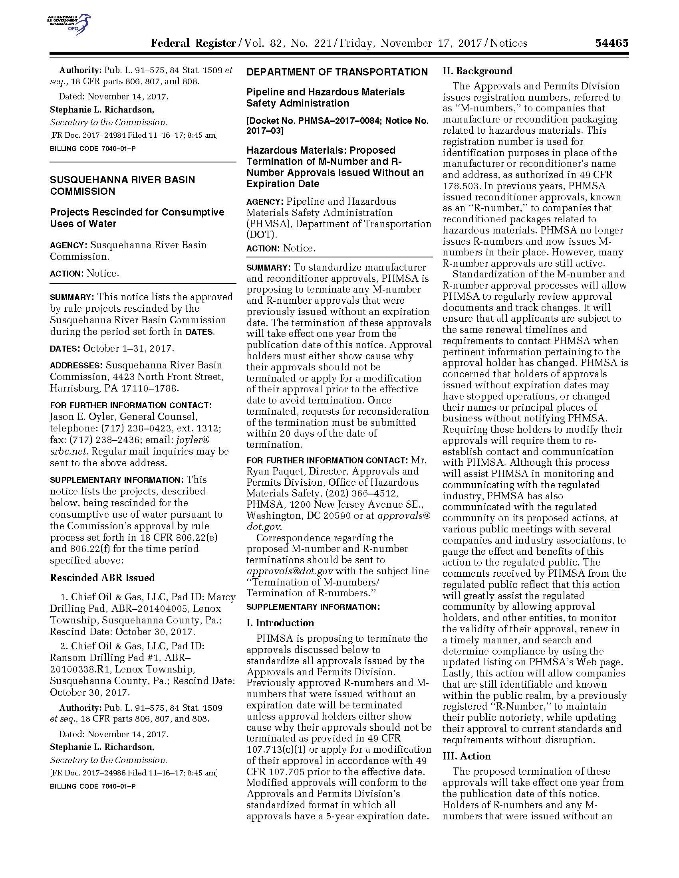 Federal Register / Vol. 82, No. 221 / Friday, November 17, 2017 / Notices
54465
Authority: Pub. L. 91–575, 84 Stat. 1509 et
seq., 18 CFR parts 806, 807, and 808.
Dated: November 14, 2017.
Stephanie L. Richardson,
Secretary to the Commission.
[FR Doc. 2017–24984 Filed 11–16–17; 8:45 am]
BILLING CODE 7040–01–P
SUSQUEHANNA RIVER BASIN
COMMISSION
Projects Rescinded for Consumptive
Uses of Water
AGENCY: Susquehanna River Basin
Commission.
ACTION: Notice.
SUMMARY: This notice lists the approved
by rule projects rescinded by the
Susquehanna River Basin Commission
during the period set forth in DATES.
DATES: October 1–31, 2017.
ADDRESSES: Susquehanna River Basin
Commission, 4423 North Front Street,
Harrisburg, PA 17110–1788.
FOR FURTHER INFORMATION CONTACT:
Jason E. Oyler, General Counsel,
telephone: (717) 238–0423, ext. 1312;
fax: (717) 238–2436; email: joyler@
srbc.net. Regular mail inquiries may be
sent to the above address.
SUPPLEMENTARY INFORMATION: This
notice lists the projects, described
below, being rescinded for the
consumptive use of water pursuant to
the Commission's approval by rule
process set forth in 18 CFR 806.22(e)
and 806.22(f) for the time period
specified above:
Rescinded ABR Issued
1. Chief Oil & Gas, LLC, Pad ID: Marcy
Drilling Pad, ABR–201404005, Lenox
Township, Susquehanna County, Pa.;
Rescind Date: October 30, 2017.
2. Chief Oil & Gas, LLC, Pad ID:
Ransom Drilling Pad #1, ABR–
20100338.R1, Lenox Township,
Susquehanna County, Pa.; Rescind Date:
October 30, 2017.
Authority: Pub. L. 91–575, 84 Stat. 1509
et seq., 18 CFR parts 806, 807, and 808.
Dated: November 14, 2017.
Stephanie L. Richardson,
Secretary to the Commission.
[FR Doc. 2017–24986 Filed 11–16–17; 8:45 am]
BILLING CODE 7040–01–P
DEPARTMENT OF TRANSPORTATION
Pipeline and Hazardous Materials
Safety Administration
[Docket No. PHMSA–2017–0084; Notice No.
2017–03]
Hazardous Materials: Proposed
Termination of M-Number and R-
Number Approvals Issued Without an
Expiration Date
AGENCY: Pipeline and Hazardous
Materials Safety Administration
(PHMSA), Department of Transportation
(DOT).
ACTION: Notice.
SUMMARY: To standardize manufacturer
and reconditioner approvals, PHMSA is
proposing to terminate any M-number
and R-number approvals that were
previously issued without an expiration
date. The termination of these approvals
will take effect one year from the
publication date of this notice. Approval
holders must either show cause why
their approvals should not be
terminated or apply for a modification
of their approval prior to the effective
date to avoid termination. Once
terminated, requests for reconsideration
of the termination must be submitted
within 20 days of the date of
termination.
FOR FURTHER INFORMATION CONTACT: Mr.
Ryan Paquet, Director, Approvals and
Permits Division, Office of Hazardous
Materials Safety, (202) 366–4512,
PHMSA, 1200 New Jersey Avenue SE.,
Washington, DC 20590 or at approvals@
dot.gov.
Correspondence regarding the
proposed M-number and R-number
terminations should be sent to
approvals@dot.gov with the subject line
"Termination of M-numbers/
Termination of R-numbers."
SUPPLEMENTARY INFORMATION:
I. Introduction
PHMSA is proposing to terminate the
approvals discussed below to
standardize all approvals issued by the
Approvals and Permits Division.
Previously approved R-numbers and M-
numbers that were issued without an
expiration date will be terminated
unless approval holders either show
cause why their approvals should not be
terminated as provided in 49 CFR
107.713(c)(1) or apply for a modification
of their approval in accordance with 49
CFR 107.705 prior to the effective date.
Modified approvals will conform to the
Approvals and Permits Division's
standardized format in which all
approvals have a 5-year expiration date.
II. Background
The Approvals and Permits Division
issues registration numbers, referred to
as "M-numbers," to companies that
manufacture or recondition packaging
related to hazardous materials. This
registration number is used for
identification purposes in place of the
manufacturer or reconditioner's name
and address, as authorized in 49 CFR
178.503. In previous years, PHMSA
issued reconditioner approvals, known
as an "R-number," to companies that
reconditioned packages related to
hazardous materials. PHMSA no longer
issues R-numbers and now issues M-
numbers in their place. However, many
R-number approvals are still active.
Standardization of the M-number and
R-number approval processes will allow
PHMSA to regularly review approval
documents and track changes. It will
ensure that all applicants are subject to
the same renewal timelines and
requirements to contact PHMSA when
pertinent information pertaining to the
approval holder has changed. PHMSA is
concerned that holders of approvals
issued without expiration dates may
have stopped operations, or changed
their names or principal places of
business without notifying PHMSA.
Requiring these holders to modify their
approvals will require them to re-
establish contact and communication
with PHMSA. Although this process
will assist PHMSA in monitoring and
communicating with the regulated
industry, PHMSA has also
communicated with the regulated
community on its proposed actions, at
various public meetings with several
companies and industry associations, to
gauge the effect and benefits of this
action to the regulated public. The
comments received by PHMSA from the
regulated public reflect that this action
will greatly assist the regulated
community by allowing approval
holders, and other entities, to monitor
the validity of their approval, renew in
a timely manner, and search and
determine compliance by using the
updated listing on PHMSA's Web page.
Lastly, this action will allow companies
that are still identifiable and known
within the public realm, by a previously
registered "R-Number," to maintain
their public notoriety, while updating
their approval to current standards and
requirements without disruption.
III. Action
The proposed termination of these
approvals will take effect one year from
the publication date of this notice.
Holders of R-numbers and any M-
numbers that were issued without an